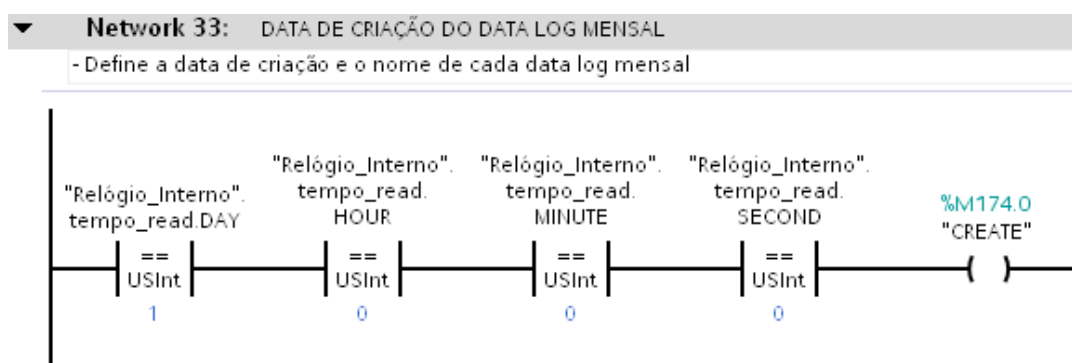 Network 33: DATA DE CRIAÇÃO DO DATA LOG MENSAL
- Define a data de criação e o nome de cada data log mensal
"Relógio_Interno".
tempo_read.DAY
==
USInt
1
"Relógio_Interno".
tempo_read.
HOUR
==
USInt
0
"Relógio_Interno".
tempo_read.
MINUTE
==
USInt
0
"Relógio_Interno".
tempo_read.
SECOND
==
USInt
0
%M174.0
"CREATE"
( )